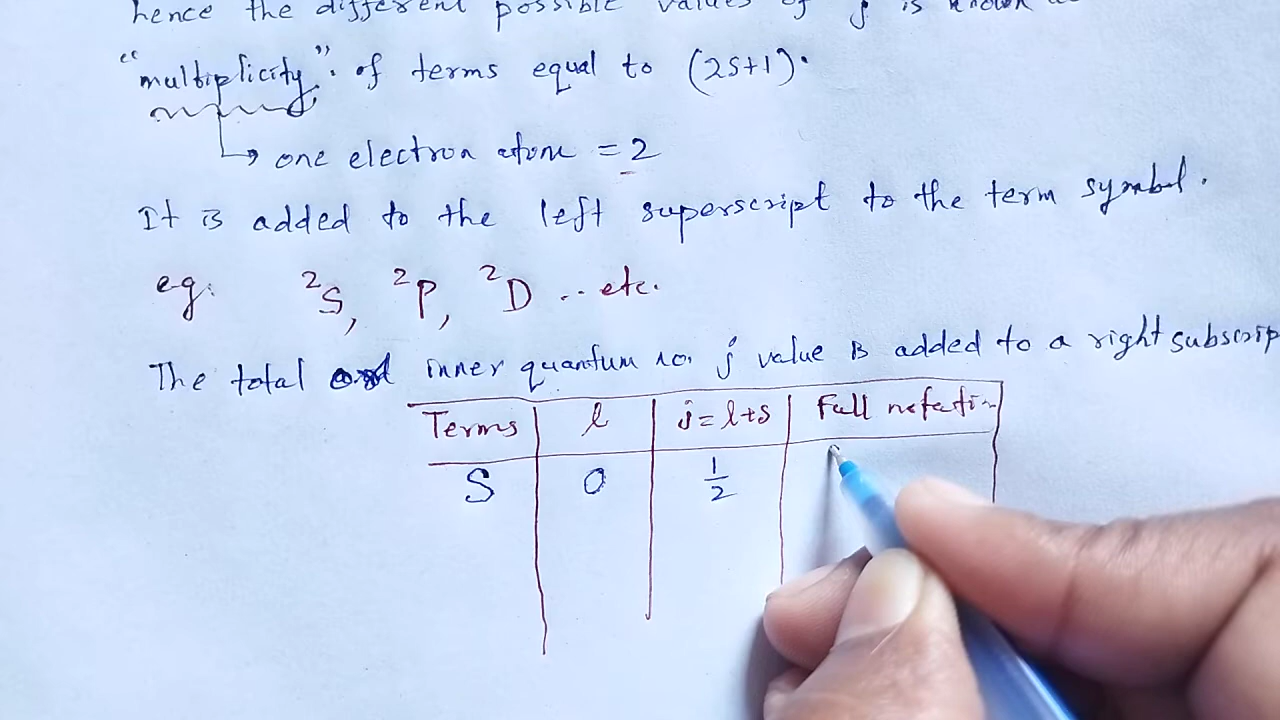 hence the different possible values of j is known
"multiplicity" of terms equal to (2S+1).
↳ one electron atom = 2
It is added to the left superscript to the term symbol.
eg: ²S, ²P, ²D ... etc.
The total inner quantum no. j value is added to a right subscrip
Terms l j = l±s Full notation
S 0 1/2